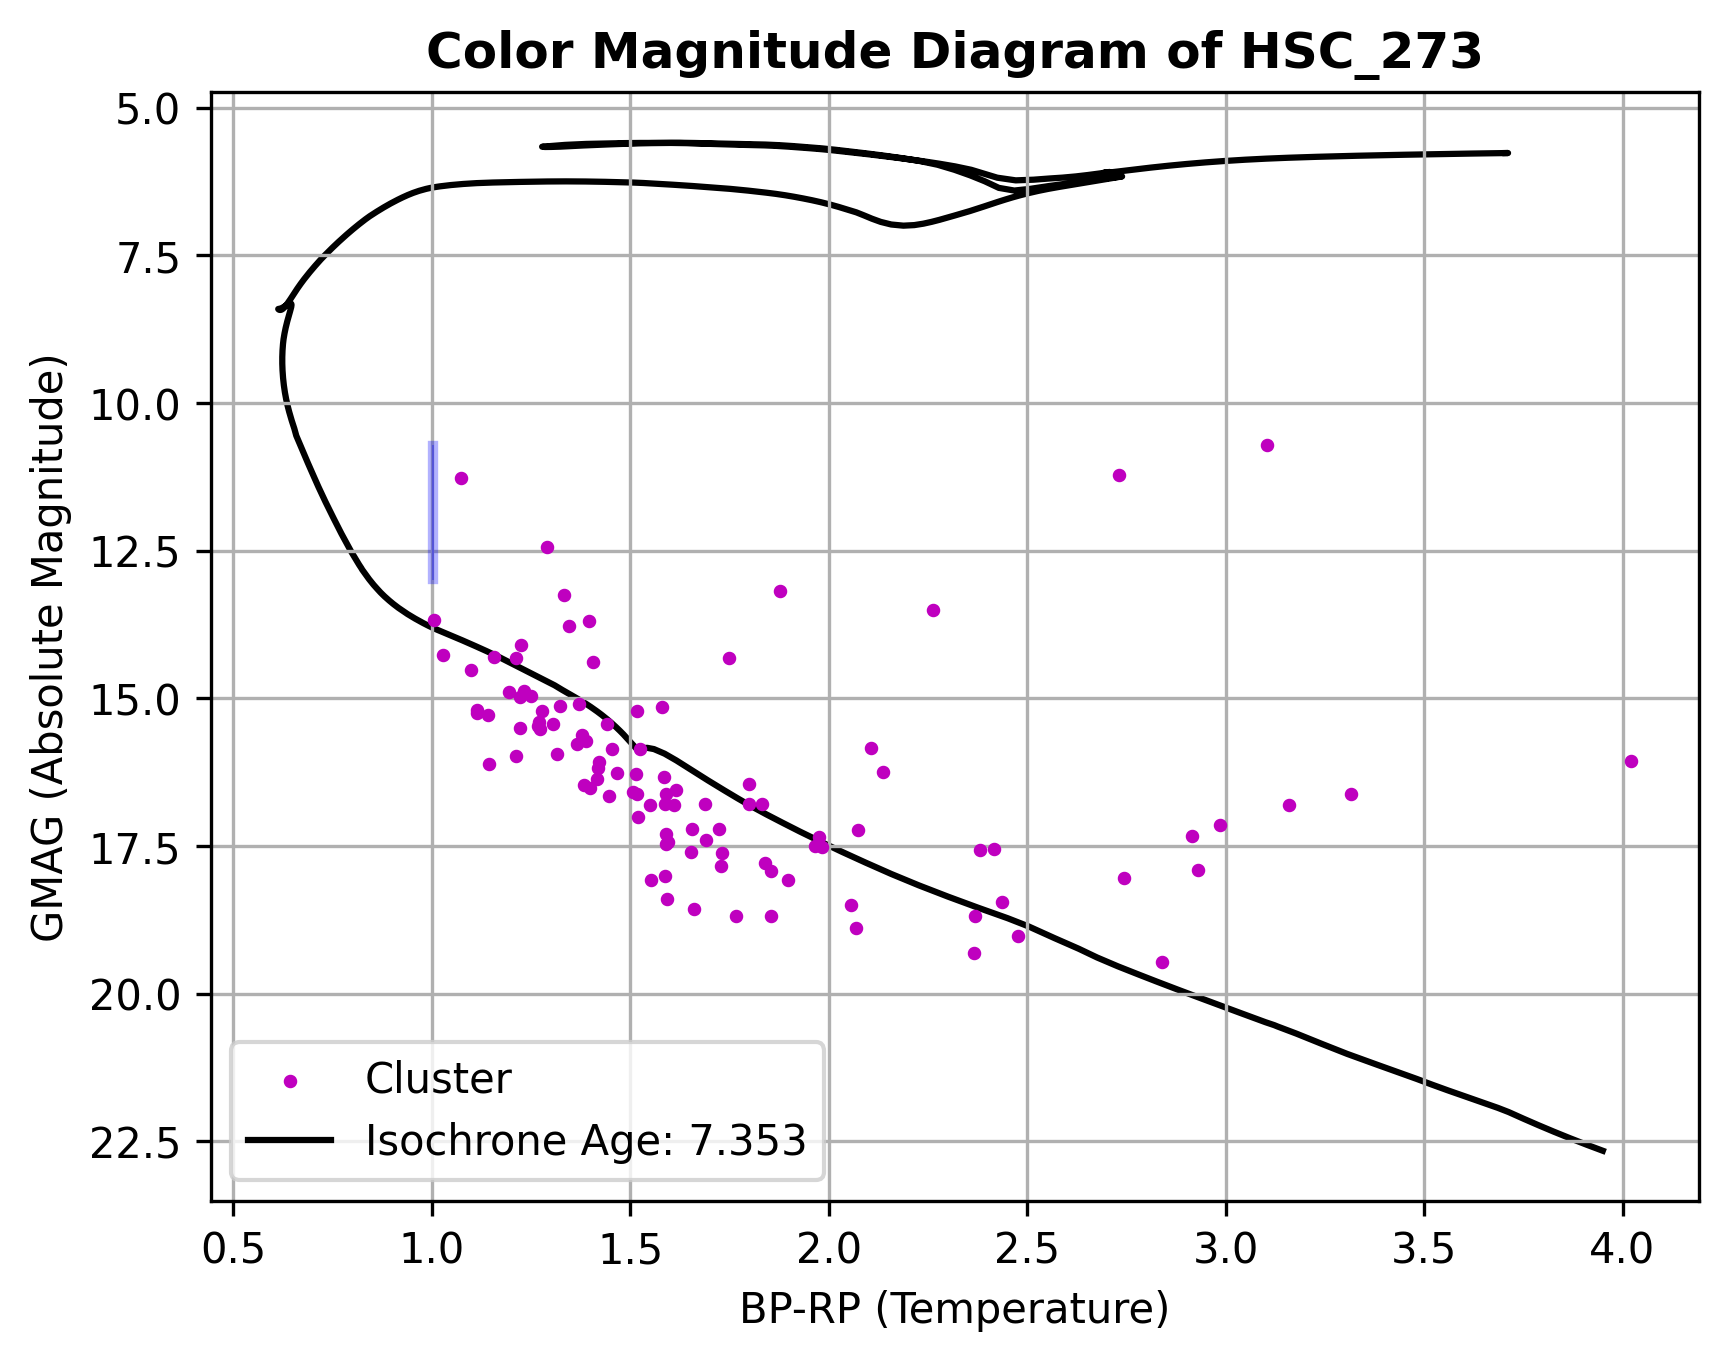 Color Magnitude Diagram of HSC_273
GMAG (Absolute Magnitude)
5.0
7.5
10.0
12.5
15.0
17.5
20.0
22.5
Cluster
Isochrone Age: 7.353
0.5 1.0 1.5 2.0 2.5 3.0 3.5 4.0
BP-RP (Temperature)